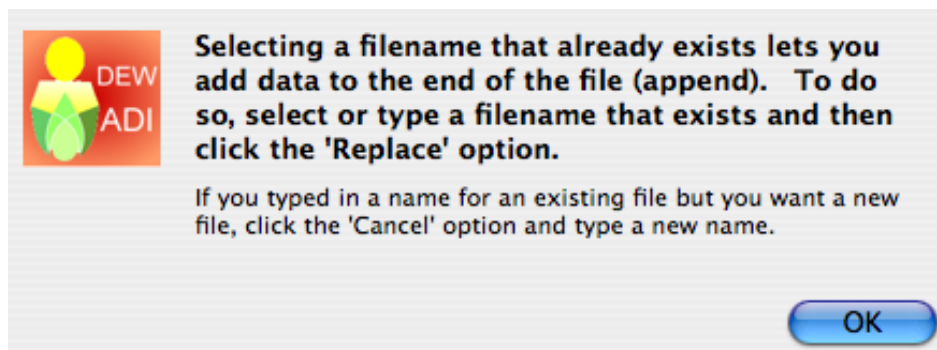 DEW
ADI
Selecting a filename that already exists lets you
add data to the end of the file (append).   To do
so, select or type a filename that exists and then
click the 'Replace' option.
If you typed in a name for an existing file but you want a new
file, click the 'Cancel' option and type a new name.
OK